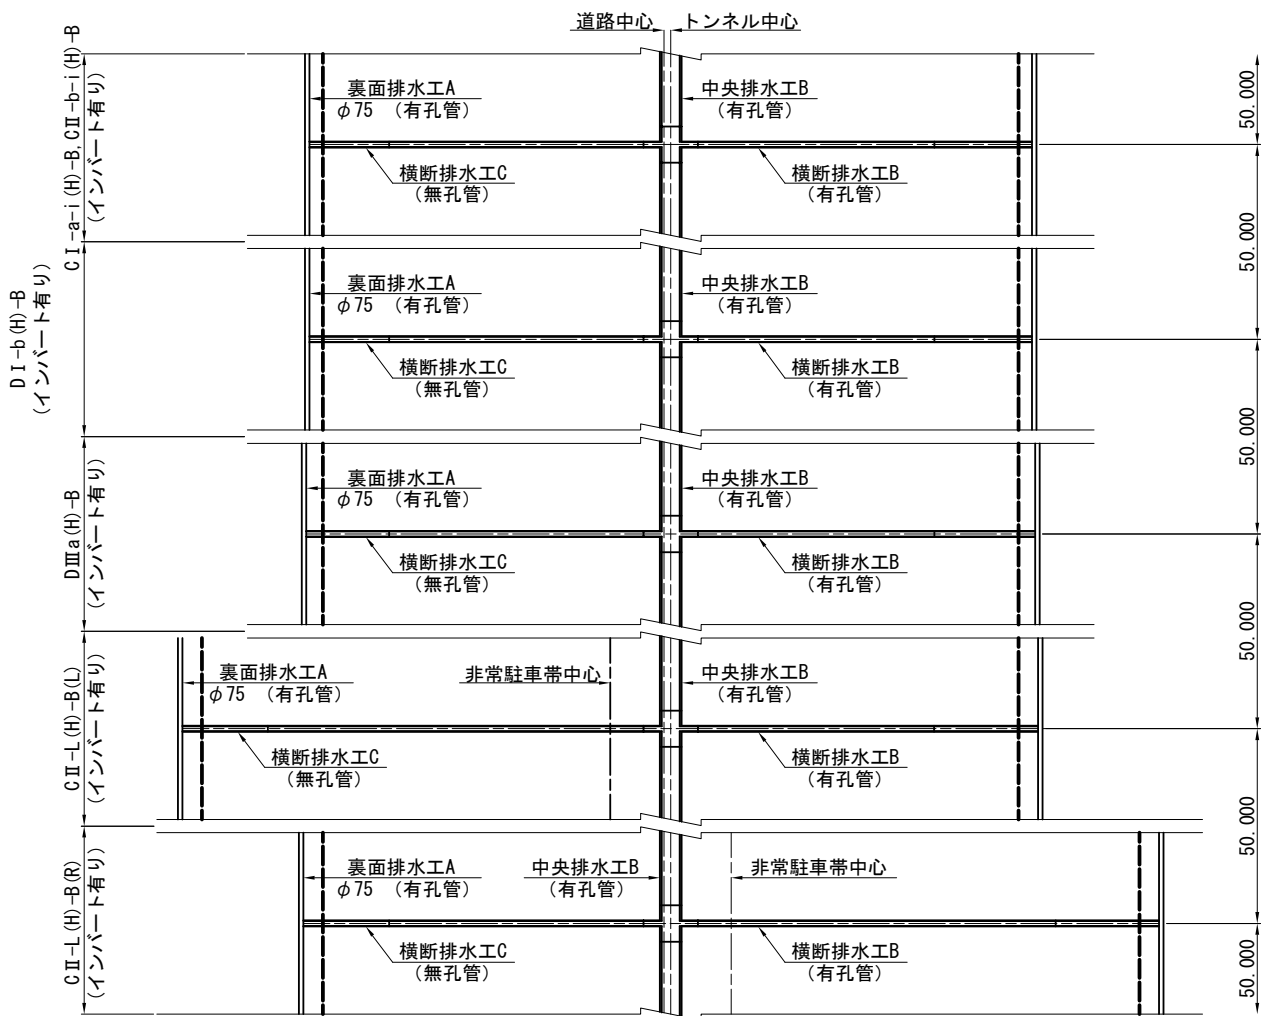 道路中心 トンネル中心
CⅠ-a-i(H)-B,CⅡ-b-i(H)-B
(インバート有り)
裏面排水工A
φ75 (有孔管)
中央排水工B
(有孔管)
50.000
横断排水工C
(無孔管)
横断排水工B
(有孔管)
50.000
DⅠ-b(H)-B
(インバート有り)
裏面排水工A
φ75 (有孔管)
中央排水工B
(有孔管)
横断排水工C
(無孔管)
横断排水工B
(有孔管)
50.000
DⅢa(H)-B
(インバート有り)
裏面排水工A
φ75 (有孔管)
中央排水工B
(有孔管)
横断排水工C
(無孔管)
横断排水工B
(有孔管)
50.000
CⅡ-L(H)-B(L)
(インバート有り)
裏面排水工A
φ75 (有孔管)
非常駐車帯中心
中央排水工B
(有孔管)
横断排水工C
(無孔管)
横断排水工B
(有孔管)
50.000
CⅡ-L(H)-B(R)
(インバート有り)
裏面排水工A
φ75 (有孔管)
中央排水工B
(有孔管)
非常駐車帯中心
横断排水工C
(無孔管)
横断排水工B
(有孔管)
50.000